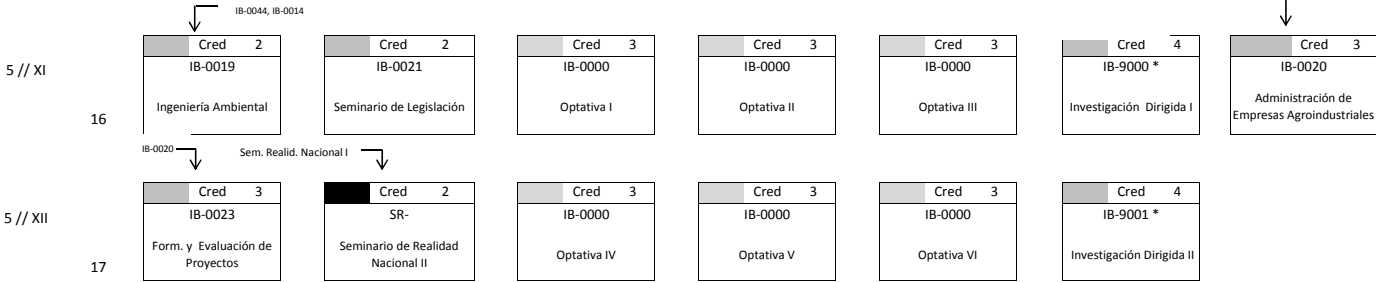 IB-0044, IB-0014
Cred 2 Cred 2 Cred 3 Cred 3 Cred 3 Cred 4 Cred 3
5 // XI IB-0019 IB-0021 IB-0000 IB-0000 IB-0000 IB-9000 * IB-0020
Ingeniería Ambiental Seminario de Legislación Optativa I Optativa II Optativa III Investigación Dirigida I Administración de Empresas Agroindustriales
16
IB-0020 Sem. Realid. Nacional I
Cred 3 Cred 2 Cred 3 Cred 3 Cred 3 Cred 4
5 // XII IB-0023 SR- IB-0000 IB-0000 IB-0000 IB-9001 *
Form. y Evaluación de Proyectos Seminario de Realidad Nacional II Optativa IV Optativa V Optativa VI Investigación Dirigida II
17